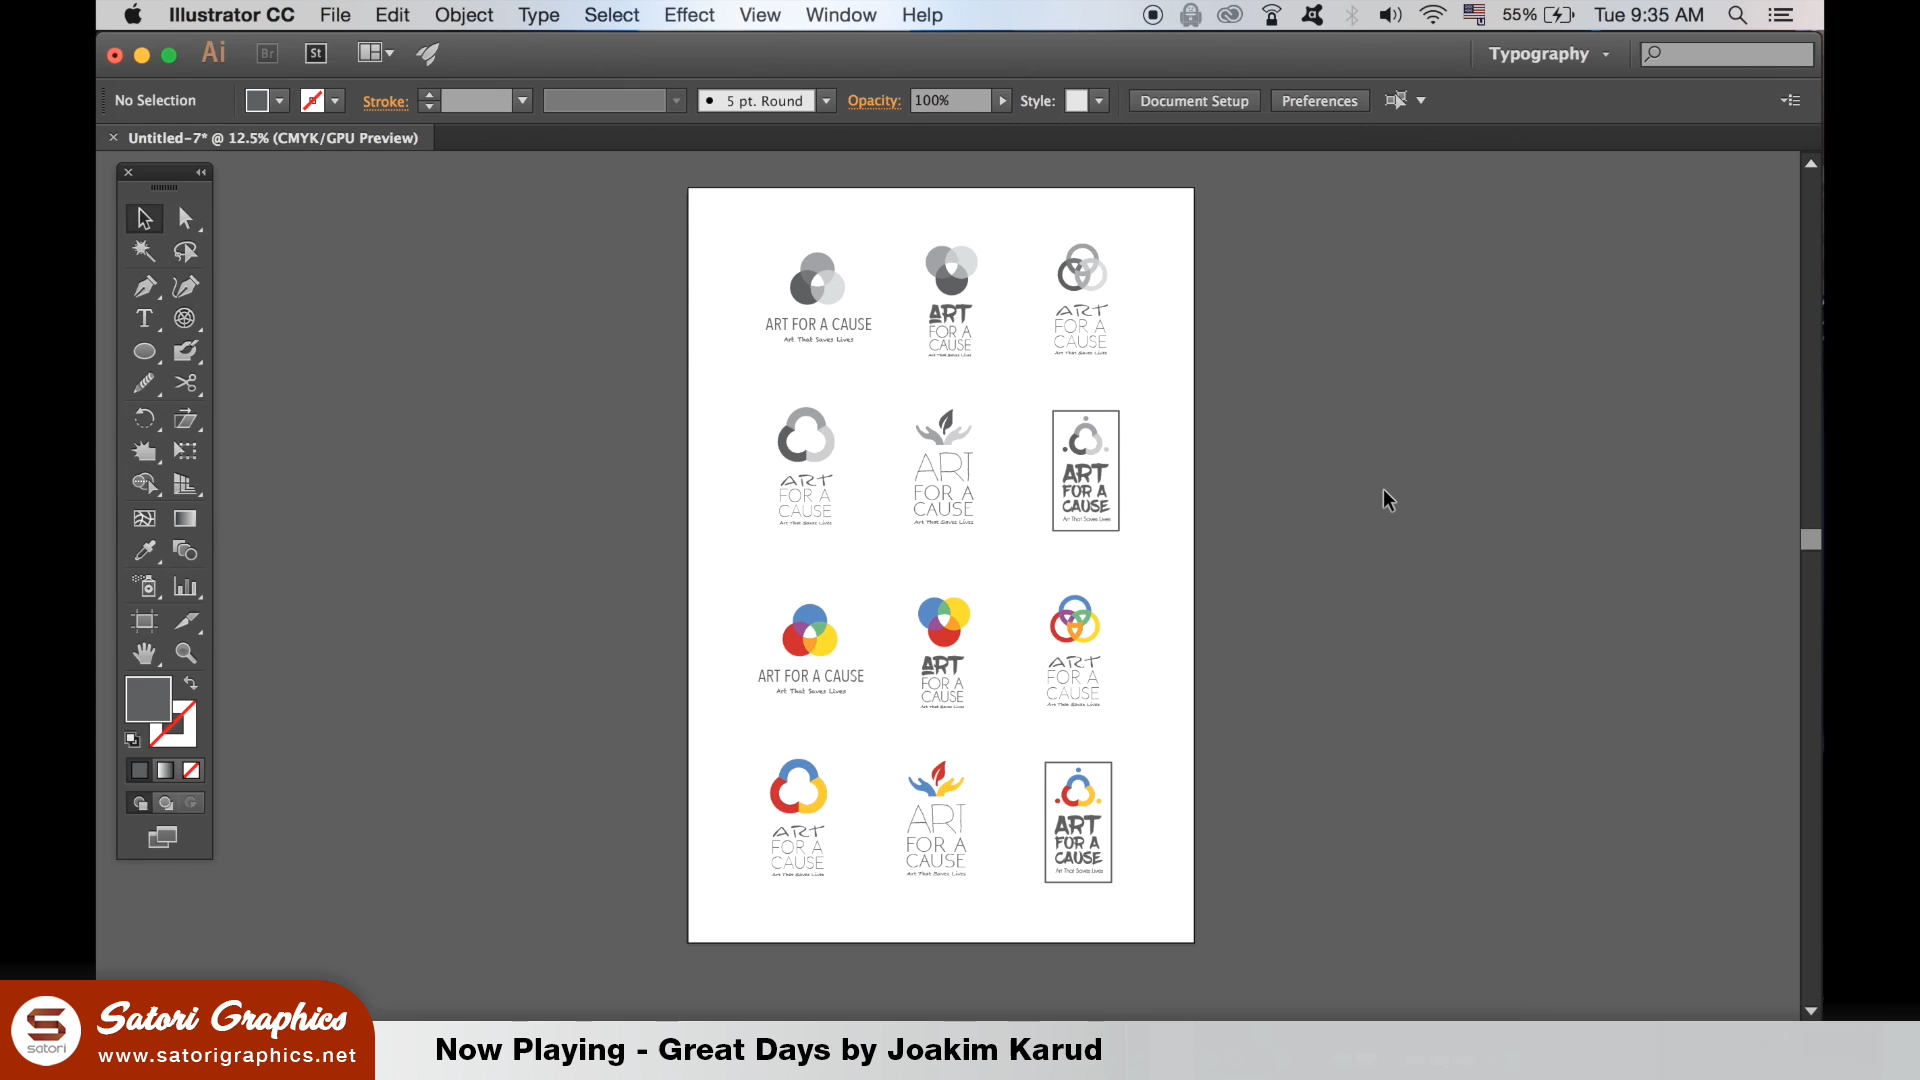 Illustrator CC File Edit Object Type Select Effect View Window Help 55% Tue 9:35 AM
Ai Br St Typography
No Selection Stroke: 5 pt. Round Opacity: 100% Style: Document Setup Preferences
× Untitled-7* @ 12.5% (CMYK/GPU Preview)
ART FOR A CAUSE
Art That Saves Lives
ART
FOR A
CAUSE
Art That Saves Lives
ART
FOR A
CAUSE
Art That Saves Lives
ART
FOR A
CAUSE
Art That Saves Lives
ART
FOR A
CAUSE
Art That Saves Lives
ART
FOR A
CAUSE
Art That Saves Lives
ART FOR A CAUSE
Art That Saves Lives
ART
FOR A
CAUSE
Art That Saves Lives
ART
FOR A
CAUSE
Art That Saves Lives
ART
FOR A
CAUSE
Art That Saves Lives
ART
FOR A
CAUSE
Art That Saves Lives
ART
FOR A
CAUSE
Art That Saves Lives
satori
Satori Graphics
www.satorigraphics.net
Now Playing - Great Days by Joakim Karud